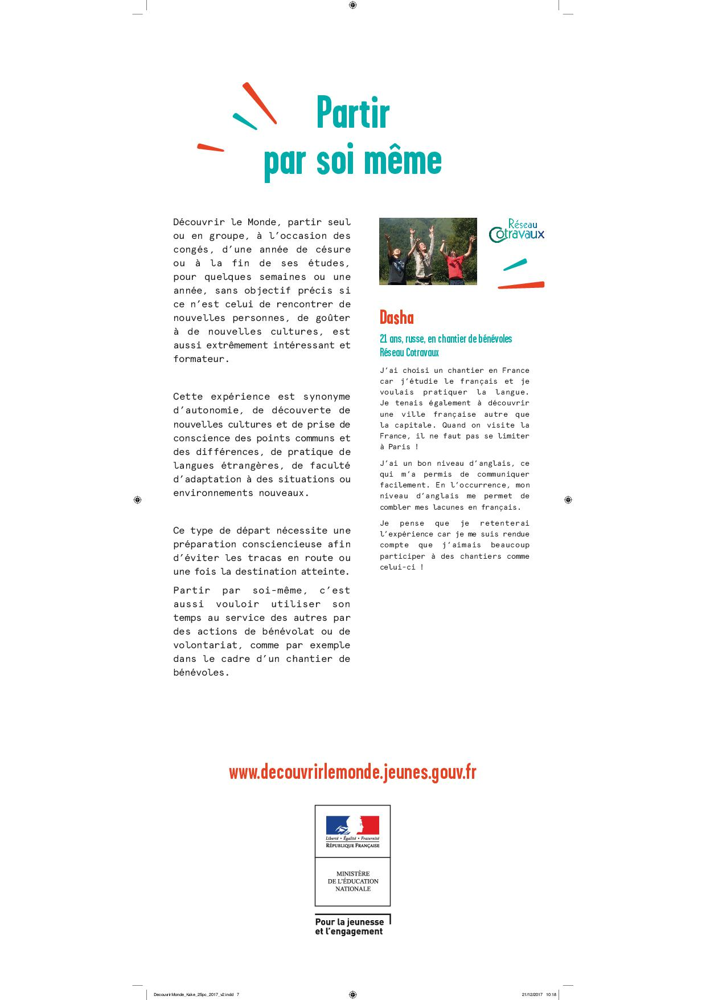 Partir
par soi même
Découvrir le Monde, partir seul
ou en groupe, à l’occasion des
congés, d’une année de césure
ou à la fin de ses études,
pour quelques semaines ou une
année, sans objectif précis si
ce n’est celui de rencontrer de
nouvelles personnes, de goûter
à de nouvelles cultures, est
aussi extrêmement intéressant et
formateur.
Cette expérience est synonyme
d’autonomie, de découverte de
nouvelles cultures et de prise de
conscience des points communs et
des différences, de pratique de
langues étrangères, de faculté
d’adaptation à des situations ou
environnements nouveaux.
Ce type de départ nécessite une
préparation consciencieuse afin
d’éviter les tracas en route ou
une fois la destination atteinte.
Partir par soi-même, c’est
aussi vouloir utiliser son
temps au service des autres par
des actions de bénévolat ou de
volontariat, comme par exemple
dans le cadre d’un chantier de
bénévoles.
Réseau
Cotravaux
Dasha
21 ans, russe, en chantier de bénévoles
Réseau Cotravaux
J’ai choisi un chantier en France
car j’étudie le français et je
voulais pratiquer la langue.
Je tenais également à découvrir
une ville française autre que
la capitale. Quand on visite la
France, il ne faut pas se limiter
à Paris !
J’ai un bon niveau d’anglais, ce
qui m’a permis de communiquer
facilement. En l’occurrence, mon
niveau d’anglais me permet de
combler mes lacunes en français.
Je pense que je retenterai
l’expérience car je me suis rendue
compte que j’aimais beaucoup
participer à des chantiers comme
celui-ci !
www.decouvrirlemonde.jeunes.gouv.fr
Liberté • Égalité • Fraternité
RÉPUBLIQUE FRANÇAISE
MINISTÈRE
DE L’ÉDUCATION
NATIONALE
Pour la jeunesse
et l’engagement
DecouvrirMonde_Kake_25pc_2017_v2.indd 7
21/12/2017 10:18